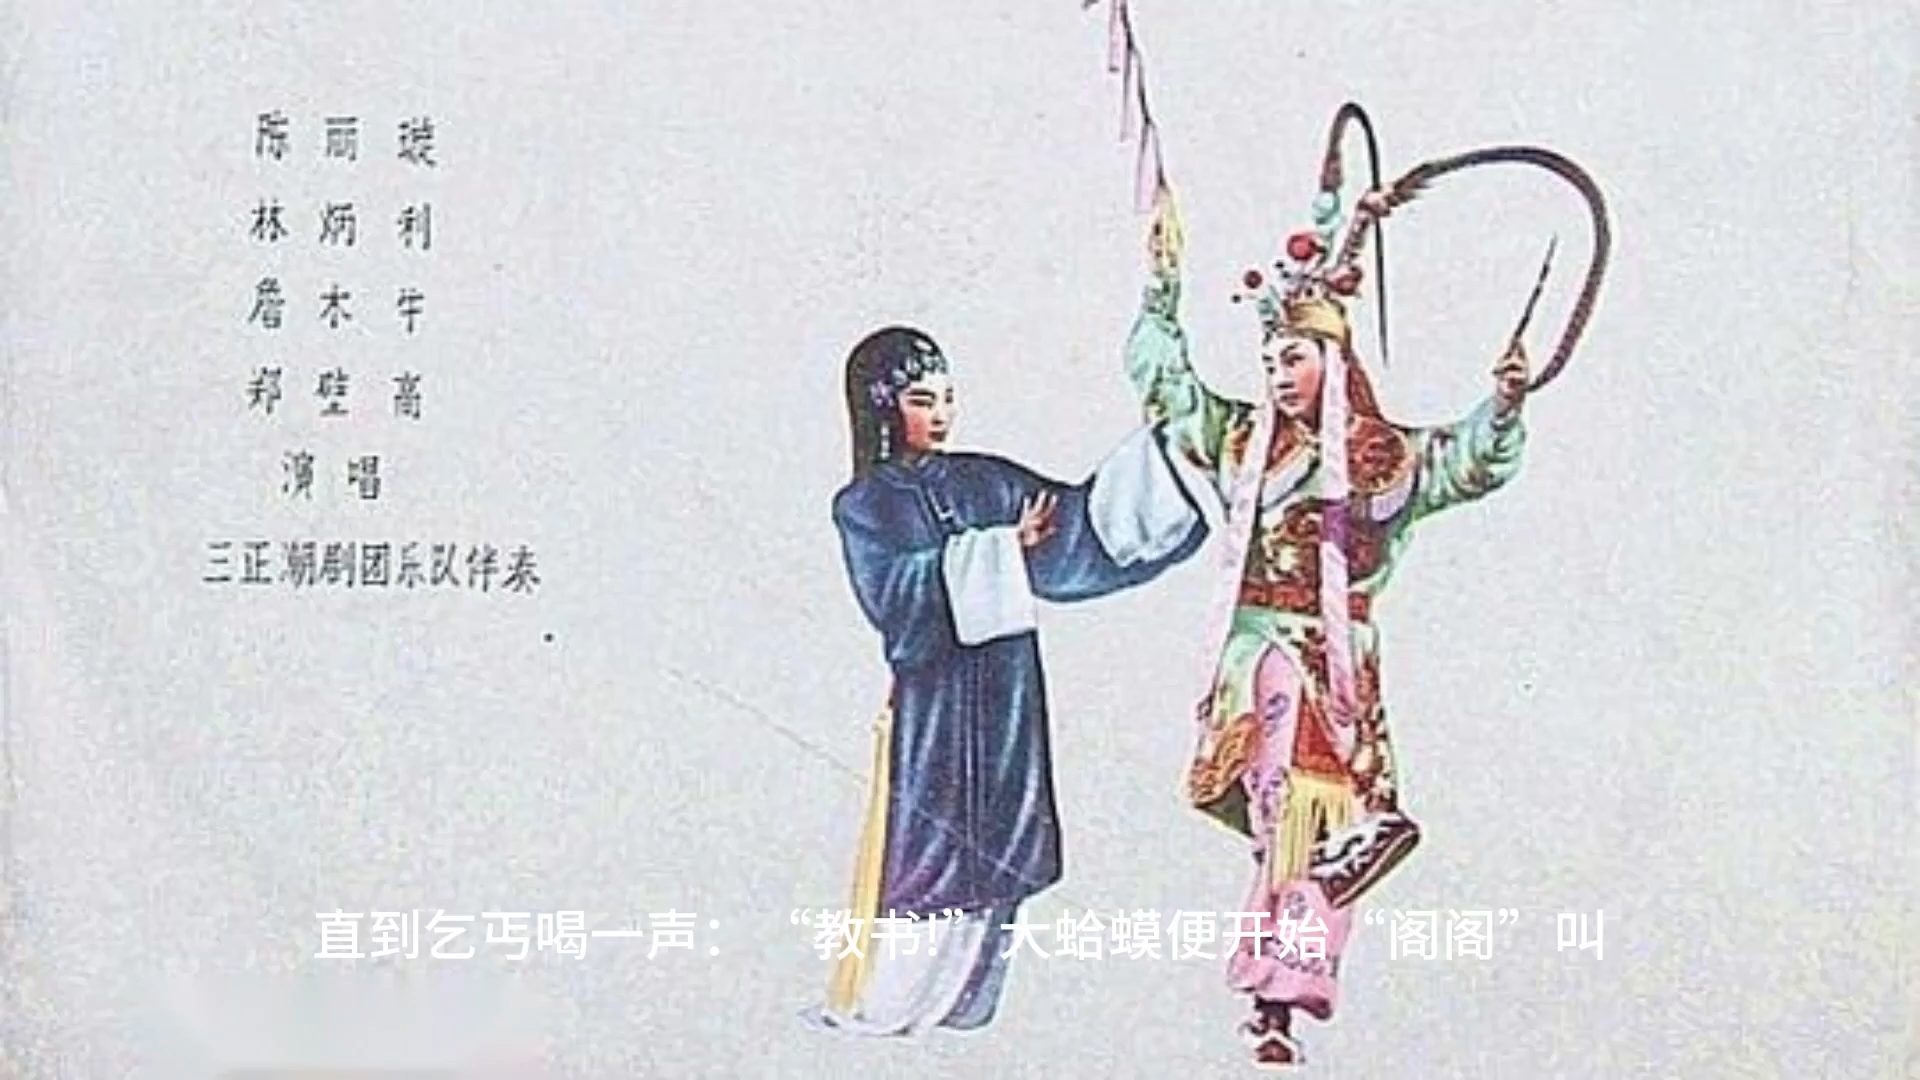 陈丽璇
林炳利
詹木牛
郑壁高
演唱
三正潮剧团乐队伴奏
直到乞丐喝一声：“教书!”大蛤蟆便开始“阁阁”叫